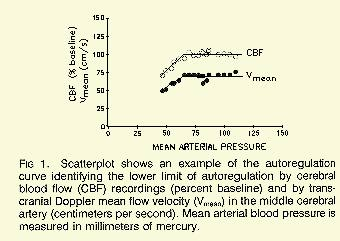 150
125
100
75
50
25
0
CBF (% baseline)
V mean (cm/s)
CBF
Vmean
0 25 50 75 100 125 150
MEAN ARTERIAL PRESSURE
FIG 1. Scatterplot shows an example of the autoregulation
curve identifying the lower limit of autoregulation by cerebral
blood flow (CBF) recordings (percent baseline) and by trans-
cranial Doppler mean flow velocity (Vmean) in the middle cerebral
artery (centimeters per second). Mean arterial blood pressure is
measured in millimeters of mercury.